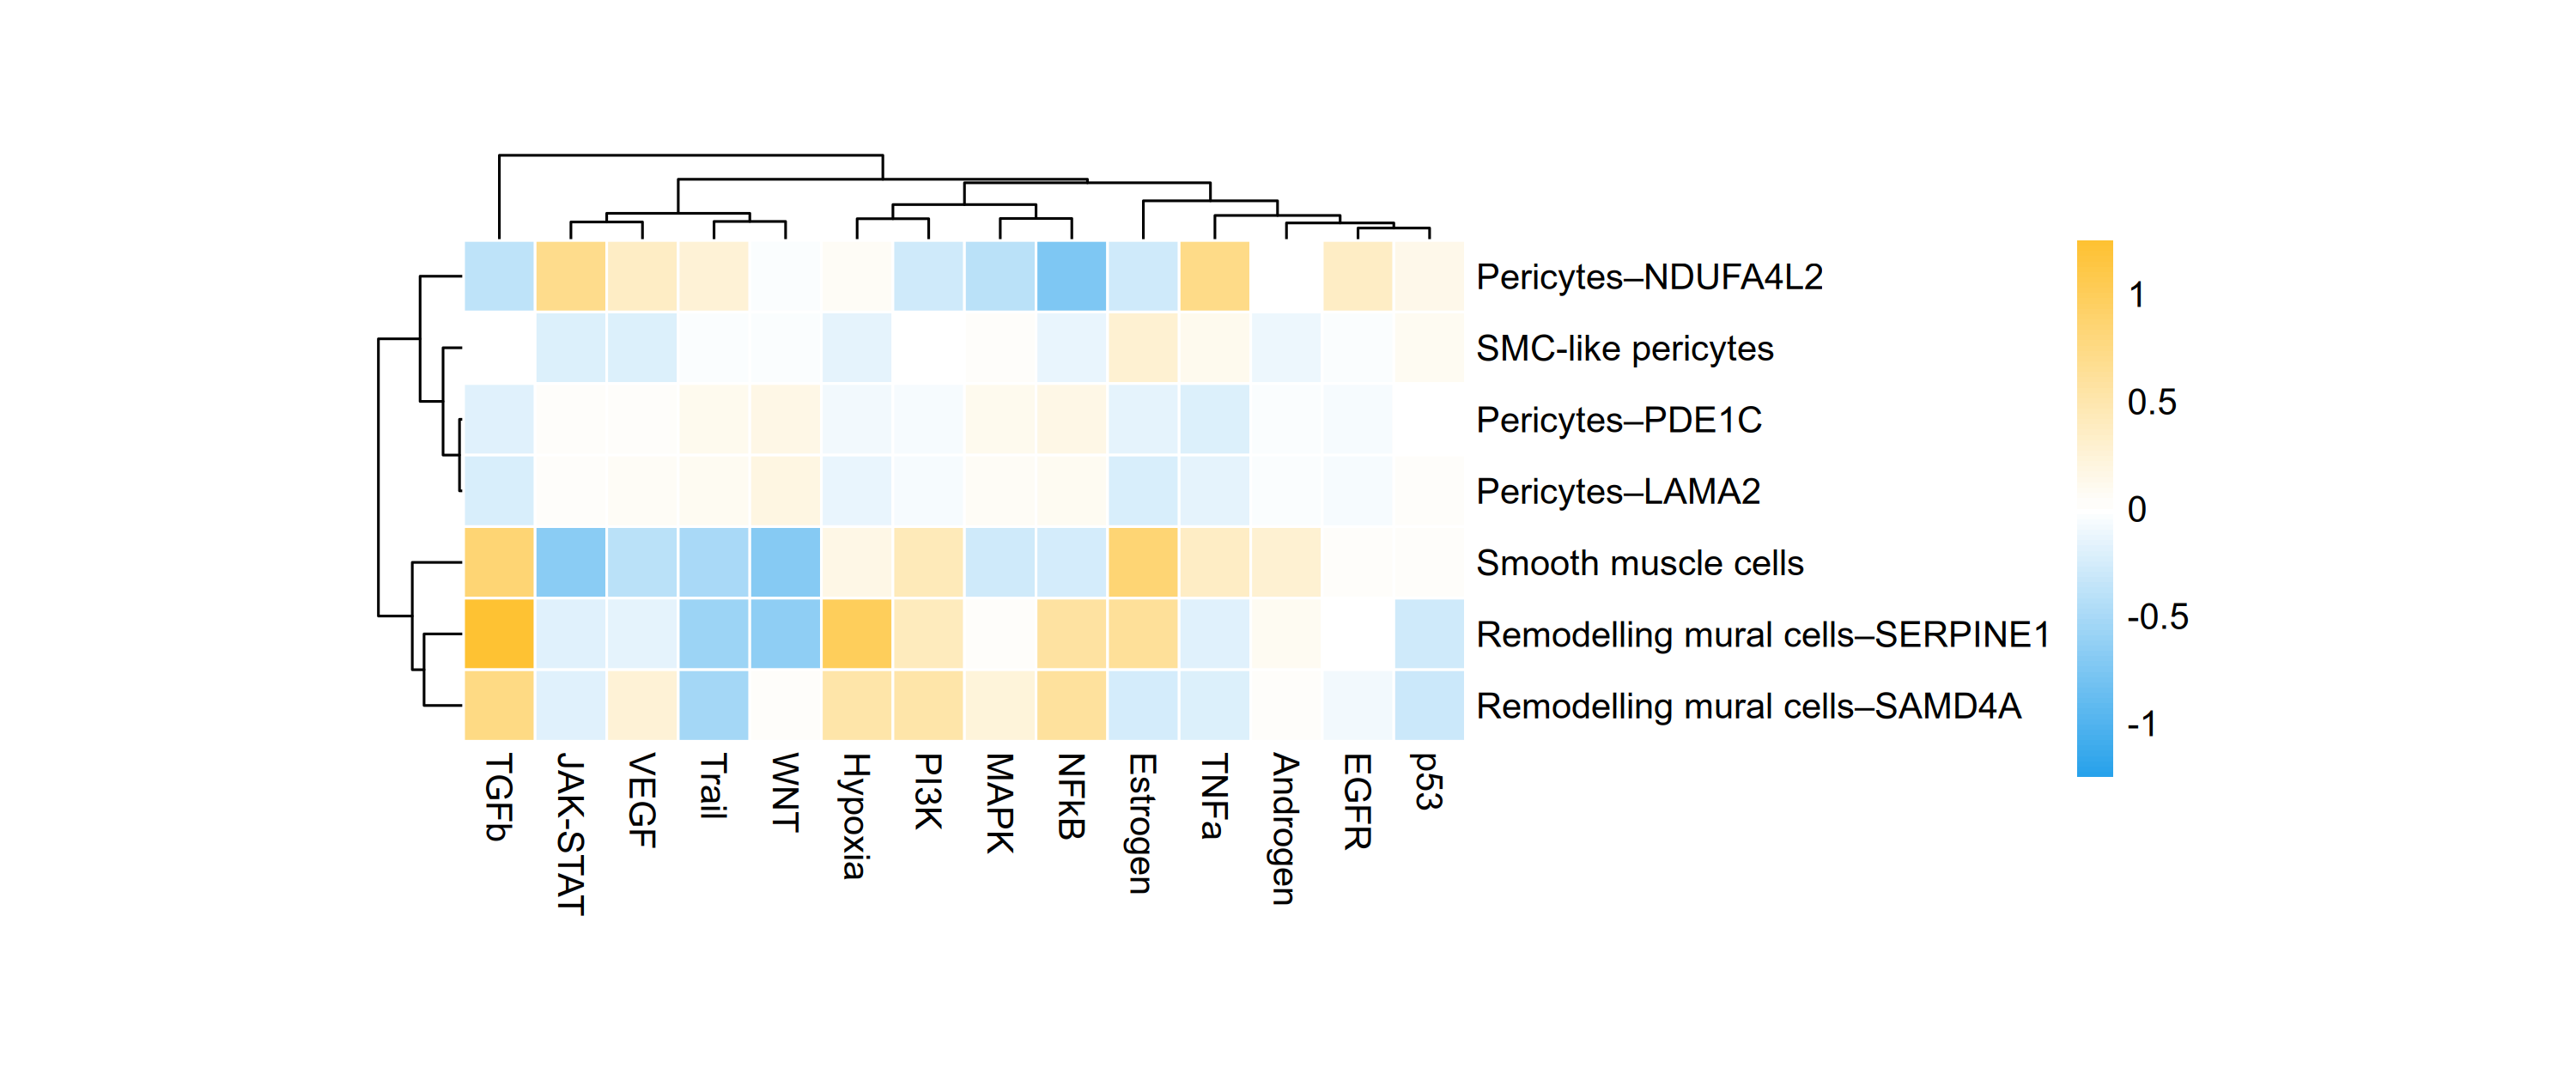 Pericytes–NDUFA4L2
SMC-like pericytes
Pericytes–PDE1C
Pericytes–LAMA2
Smooth muscle cells
Remodelling mural cells–SERPINE1
Remodelling mural cells–SAMD4A
TGFb
JAK-STAT
VEGF
Trail
WNT
Hypoxia
PI3K
MAPK
NFkB
Estrogen
TNFa
Androgen
EGFR
p53
1
0.5
0
-0.5
-1